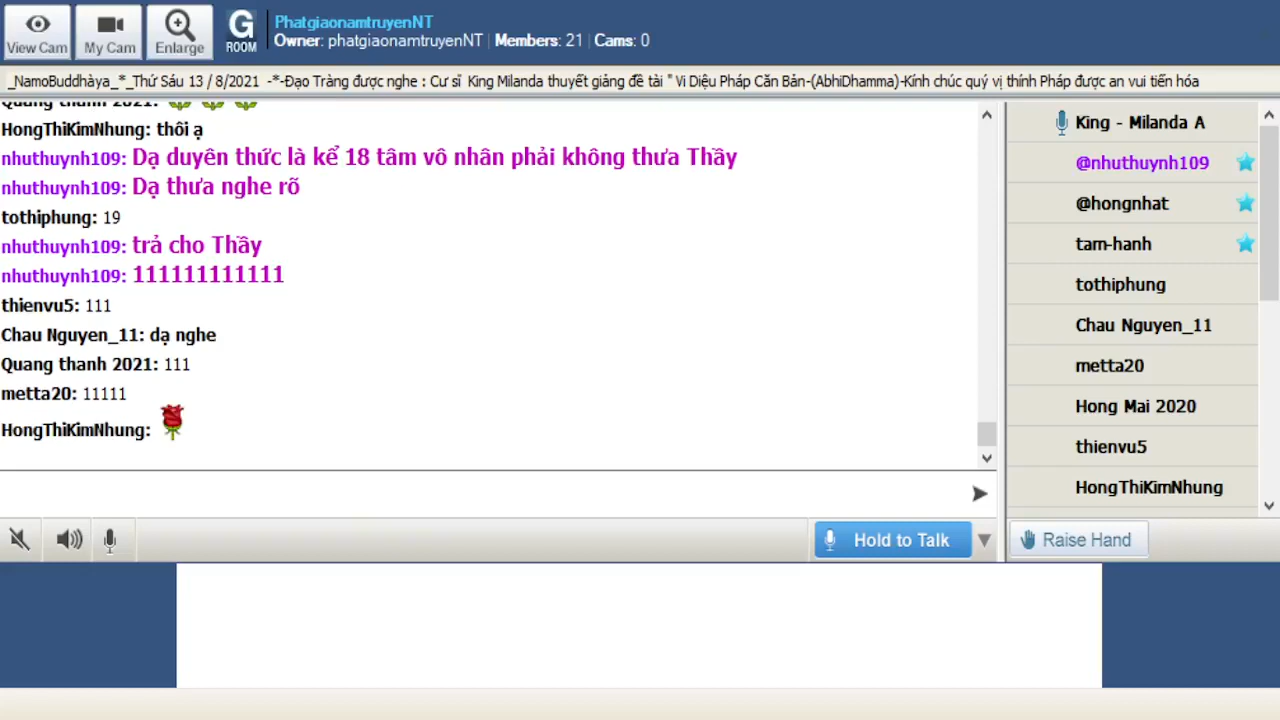 View Cam
My Cam
Enlarge
G
ROOM
PhatgiaonamtruyenNT
Owner: phatgiaonamtruyenNT | Members: 21 | Cams: 0
_NamoBuddhàya_*_Thứ Sáu 13 / 8/2021 -*-Đạo Tràng được nghe : Cư sĩ King Milanda thuyết giảng đề tài " Vi Diệu Pháp Căn Bản-(AbhiDhamma)-Kính chúc quý vị thính Pháp được an vui tiến hóa
Quang thanh 2021:
HongThiKimNhung: thôi ạ
nhuthuynh109: Dạ duyên thức là kể 18 tâm vô nhân phải không thưa Thầy
nhuthuynh109: Dạ thưa nghe rõ
tothiphung: 19
nhuthuynh109: trả cho Thầy
nhuthuynh109: 111111111111
thienvu5: 111
Chau Nguyen_11: dạ nghe
Quang thanh 2021: 111
metta20: 11111
HongThiKimNhung:
King - Milanda A
@nhuthuynh109
@hongnhat
tam-hanh
tothiphung
Chau Nguyen_11
metta20
Hong Mai 2020
thienvu5
HongThiKimNhung
Hold to Talk
Raise Hand